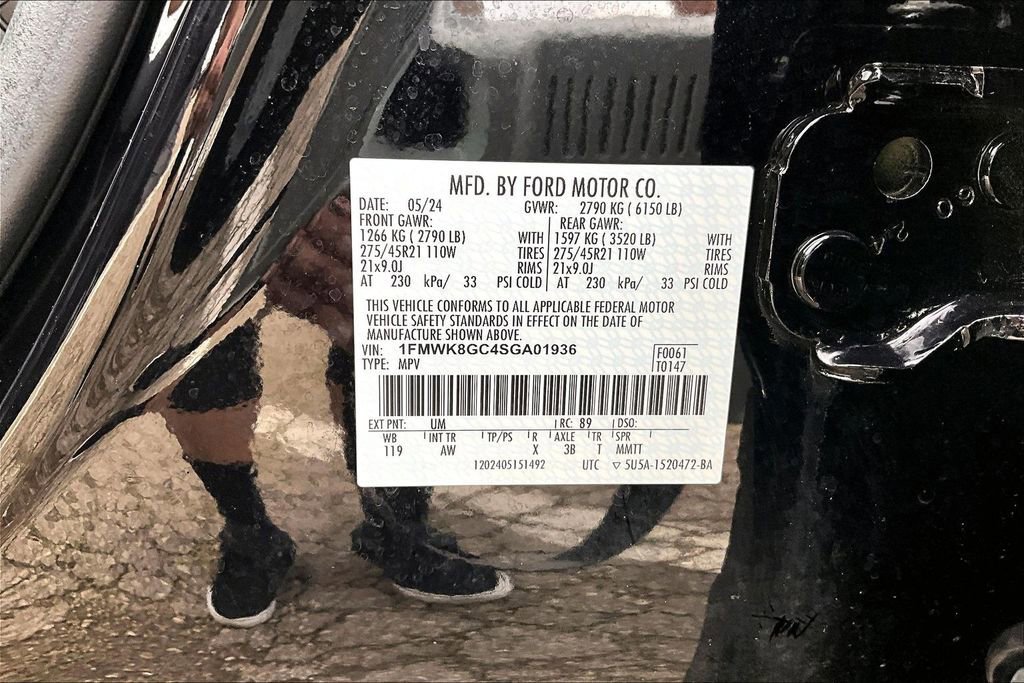 MFD. BY FORD MOTOR CO.
DATE: 05/24 GVWR: 2790 KG ( 6150 LB)
FRONT GAWR: REAR GAWR:
1266 KG ( 2790 LB) WITH 1597 KG ( 3520 LB) WITH
275/45R21 110W TIRES 275/45R21 110W TIRES
21x9.0J RIMS 21x9.0J RIMS
AT 230 kPa/ 33 PSI COLD AT 230 kPa/ 33 PSI COLD
THIS VEHICLE CONFORMS TO ALL APPLICABLE FEDERAL MOTOR
VEHICLE SAFETY STANDARDS IN EFFECT ON THE DATE OF
MANUFACTURE SHOWN ABOVE.
VIN: 1FMWK8GC4SGA01936 F0061
TYPE: MPV T0147
EXT PNT: UM RC: 89 DSO:
WB INT TR TP/PS R AXLE TR SPR
119 AW X 3B T MMTT
1202405151492 UTC ▽ 5U5A-1520472-BA